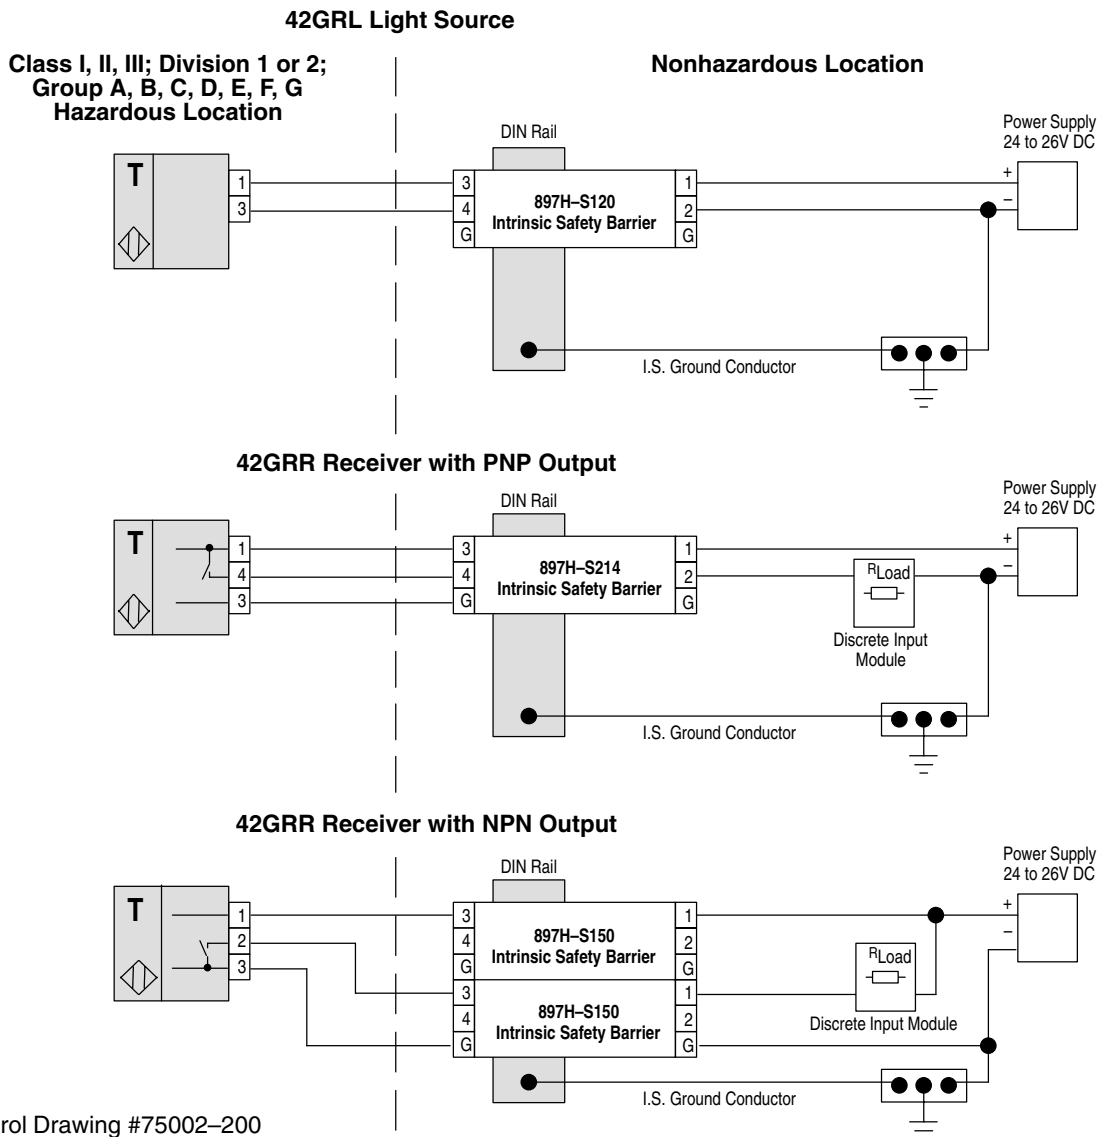 42GRL Light Source
Class I, II, III; Division 1 or 2;
Group A, B, C, D, E, F, G
Hazardous Location
Nonhazardous Location
DIN Rail
Power Supply
24 to 26V DC
T
1
3
3
4
G
897H–S120
Intrinsic Safety Barrier
1
2
G
+
–
I.S. Ground Conductor
42GRR Receiver with PNP Output
DIN Rail
Power Supply
24 to 26V DC
T
1
4
3
3
4
G
897H–S214
Intrinsic Safety Barrier
1
2
G
+
–
RLoad
Discrete Input
Module
I.S. Ground Conductor
42GRR Receiver with NPN Output
DIN Rail
Power Supply
24 to 26V DC
T
1
2
3
3
4
G
897H–S150
Intrinsic Safety Barrier
1
2
G
3
4
G
897H–S150
Intrinsic Safety Barrier
1
2
G
+
–
RLoad
Discrete Input Module
I.S. Ground Conductor
rol Drawing #75002–200